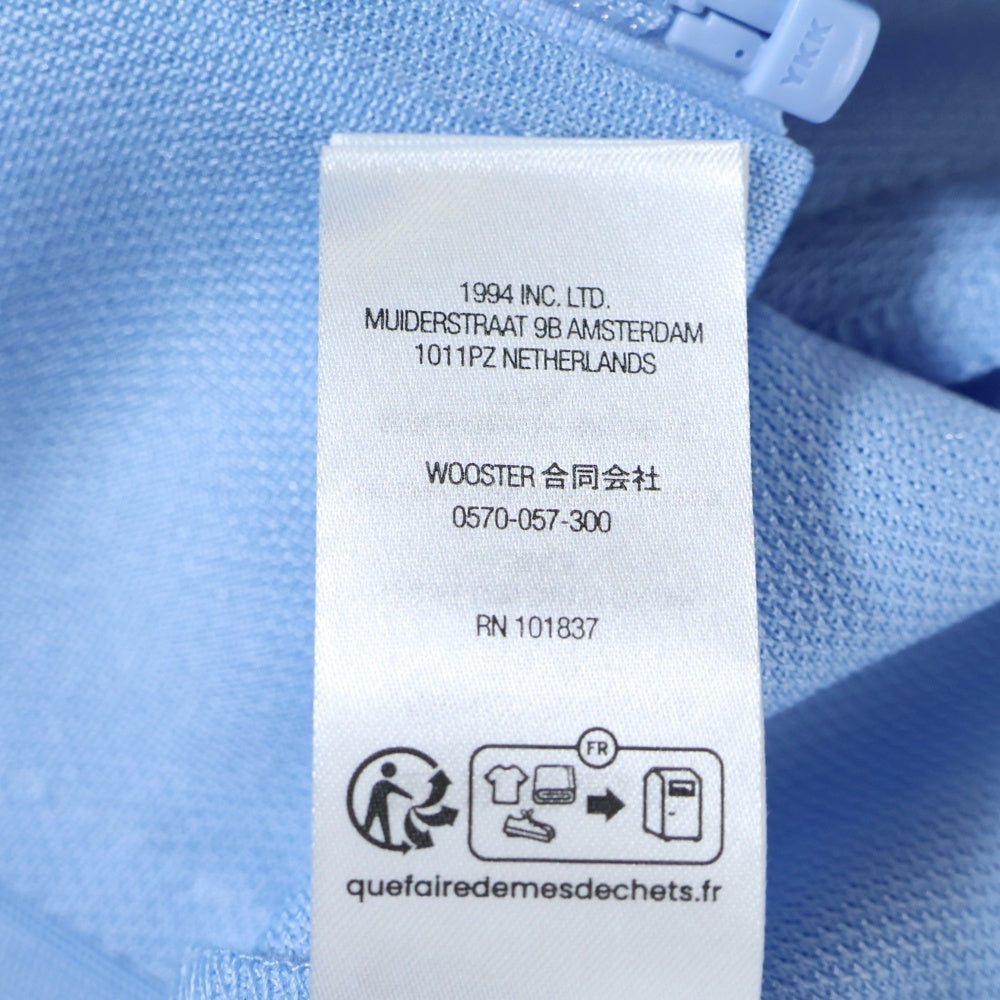 YKK
1994 INC. LTD.
MUIDERSTRAAT 9B AMSTERDAM
1011PZ NETHERLANDS
WOOSTER 合同会社
0570-057-300
RN 101837
FR
quefairedemesdechets.fr